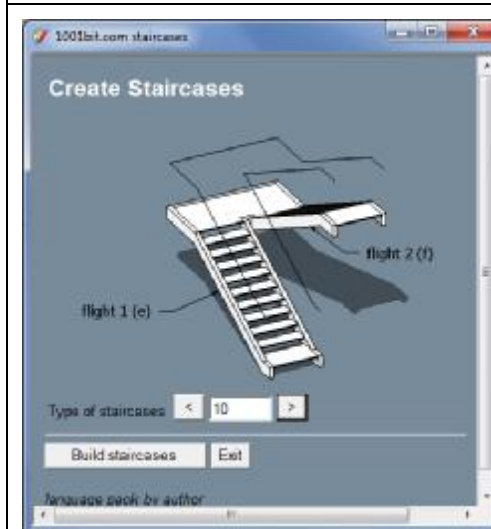 1001bit.com staircases
Create Staircases
flight 2 (f)
flight 1 (e)
Type of staircases < 10 >
Build staircases Exit
language pack by author